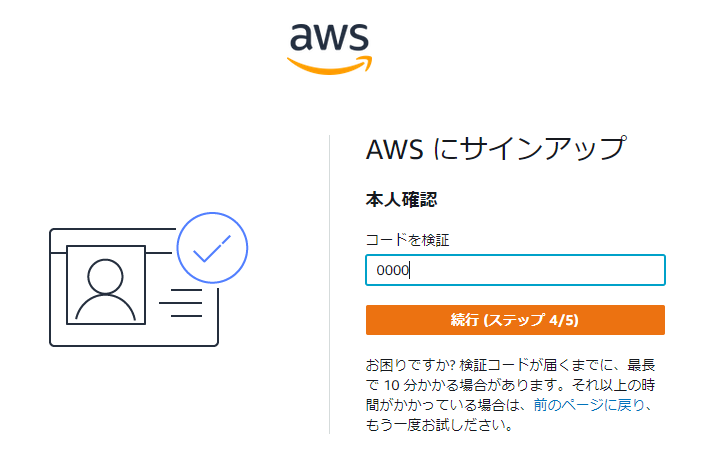 aws
AWS にサインアップ
本人確認
コードを検証
0000
続行 (ステップ 4/5)
お困りですか? 検証コードが届くまでに、最長
で 10 分かかる場合があります。それ以上の時
間がかかっている場合は、前のページに戻り、
もう一度お試しください。